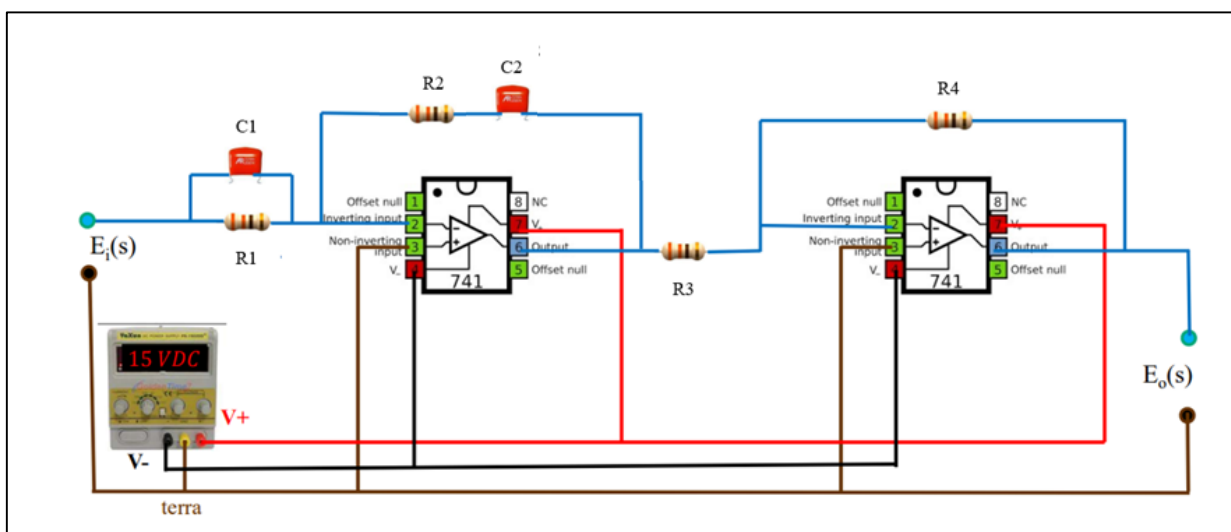 C2
R2
R4
C1
Offset null 1
8 NC
Offset null 1
8 NC
Inverting input 2
7 V+
Inverting input 2
7
Ei(s)
R1
Non-inverting input 3
6 Output
R3
Non-inverting input 3
6 Output
V-
5 Offset null
V-
5 Offset null
741
741
15 VDC
Eo(s)
V+
V-
terra